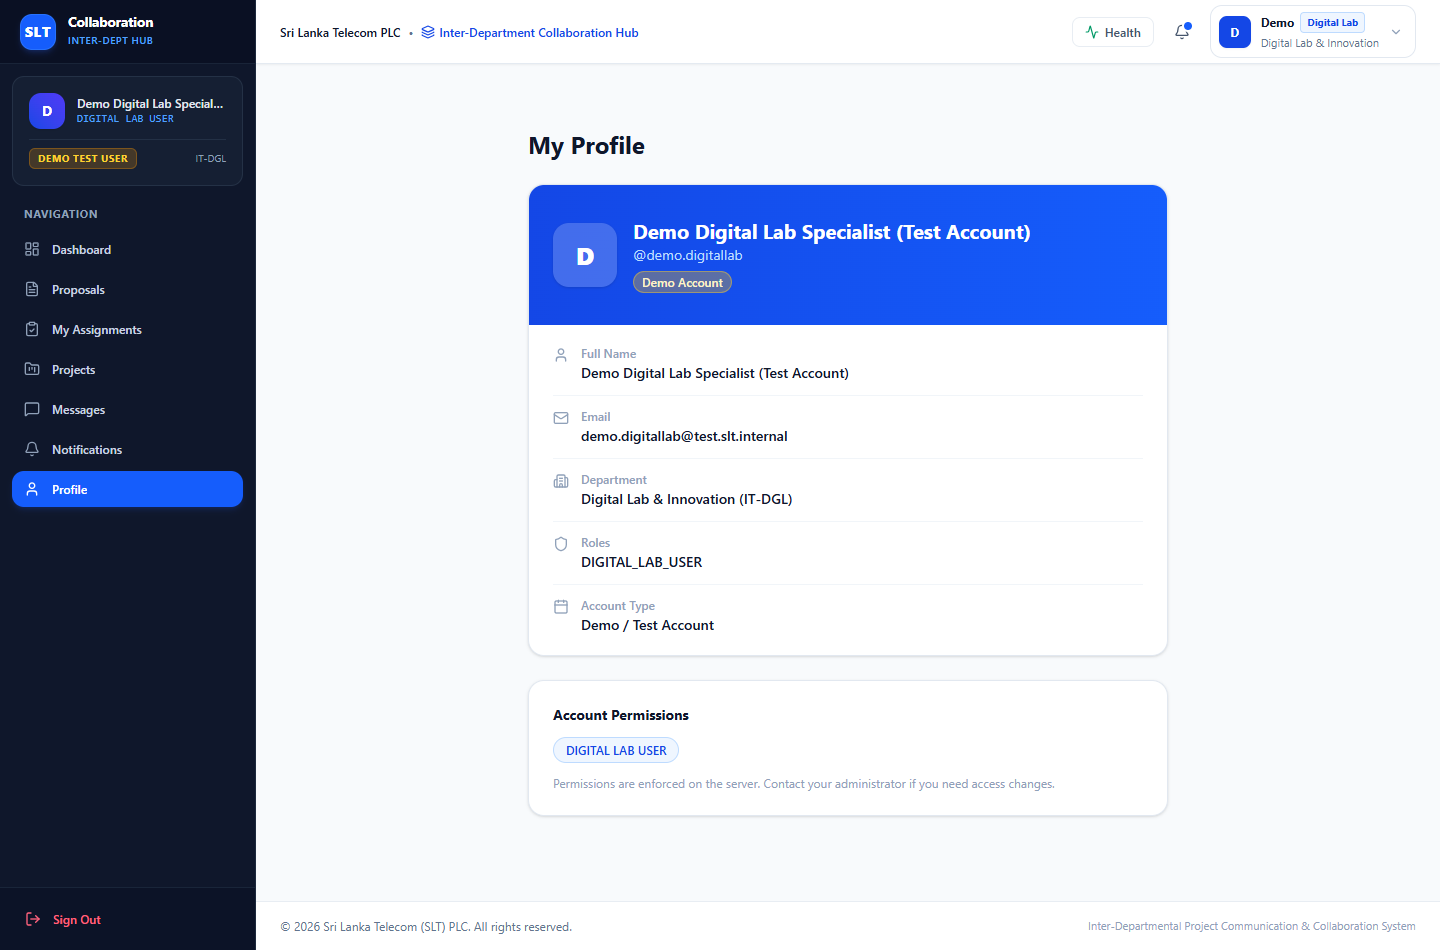 SLT
Collaboration
INTER-DEPT HUB
D
Demo Digital Lab Special...
DIGITAL LAB USER
DEMO TEST USER
IT-DGL
NAVIGATION
Dashboard
Proposals
My Assignments
Projects
Messages
Notifications
Profile
Sign Out
Sri Lanka Telecom PLC • Inter-Department Collaboration Hub
Health
D
Demo
Digital Lab
Digital Lab & Innovation
My Profile
D
Demo Digital Lab Specialist (Test Account)
@demo.digitallab
Demo Account
Full Name
Demo Digital Lab Specialist (Test Account)
Email
demo.digitallab@test.slt.internal
Department
Digital Lab & Innovation (IT-DGL)
Roles
DIGITAL_LAB_USER
Account Type
Demo / Test Account
Account Permissions
DIGITAL LAB USER
Permissions are enforced on the server. Contact your administrator if you need access changes.
© 2026 Sri Lanka Telecom (SLT) PLC. All rights reserved.
Inter-Departmental Project Communication & Collaboration System